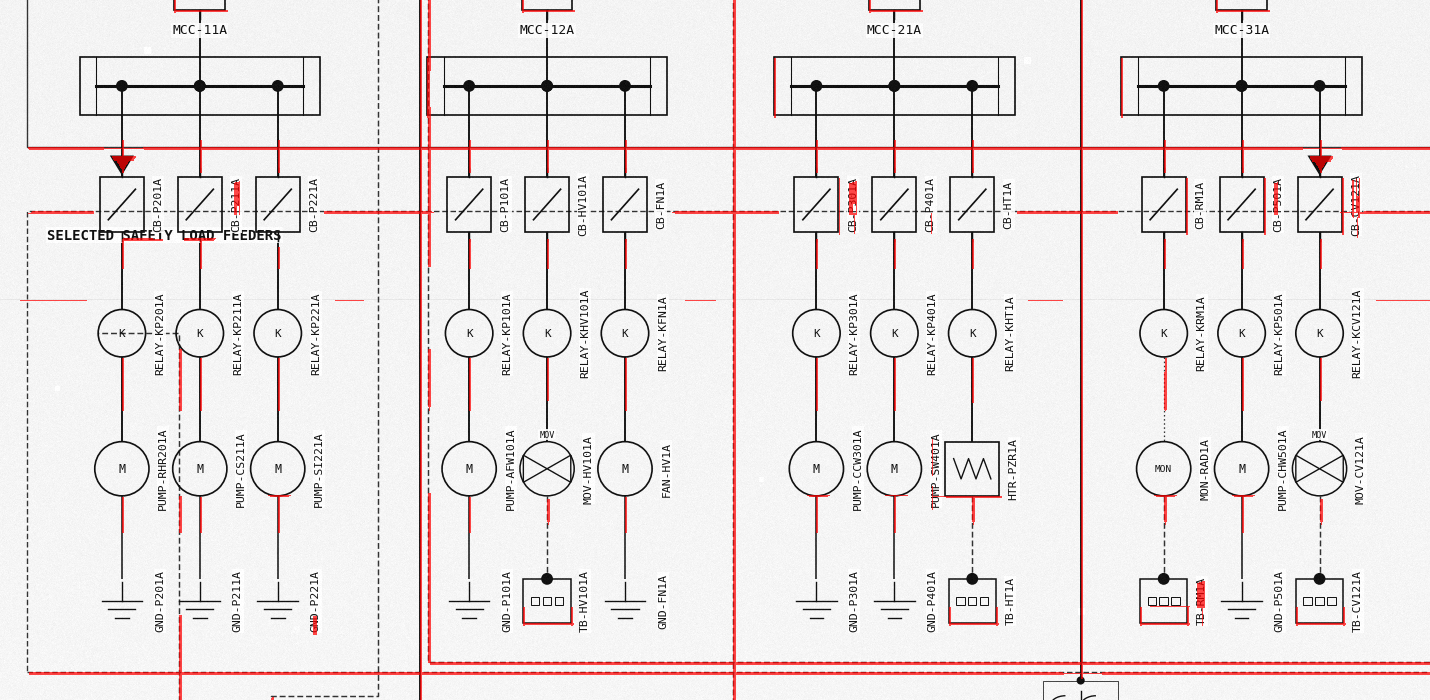 MCC-11A
MCC-12A
MCC-21A
MCC-31A
CB-P201A
CB-P211A
CB-P221A
CB-P101A
CB-HV101A
CB-FN1A
CB-P301A
CB-P401A
CB-HT1A
CB-RM1A
CB-P501A
CB-CV121A
SELECTED SAFETY LOAD FEEDERS
K
RELAY-KP201A
K
RELAY-KP211A
K
RELAY-KP221A
K
RELAY-KP101A
K
RELAY-KHV101A
K
RELAY-KFN1A
K
RELAY-KP301A
K
RELAY-KP401A
K
RELAY-KHT1A
K
RELAY-KRM1A
K
RELAY-KP501A
K
RELAY-KCV121A
M
PUMP-RHR201A
M
PUMP-CS211A
M
PUMP-SI221A
M
PUMP-AFW101A
MOV
MOV-HV101A
M
FAN-HV1A
M
PUMP-CCW301A
M
PUMP-SW401A
HTR-PZR1A
MON
MON-RAD1A
M
PUMP-CHW501A
MOV
MOV-CV121A
GND-P201A
GND-P211A
GND-P221A
GND-P101A
TB-HV101A
GND-FN1A
GND-P301A
GND-P401A
TB-HT1A
TB-RM1A
GND-P501A
TB-CV121A